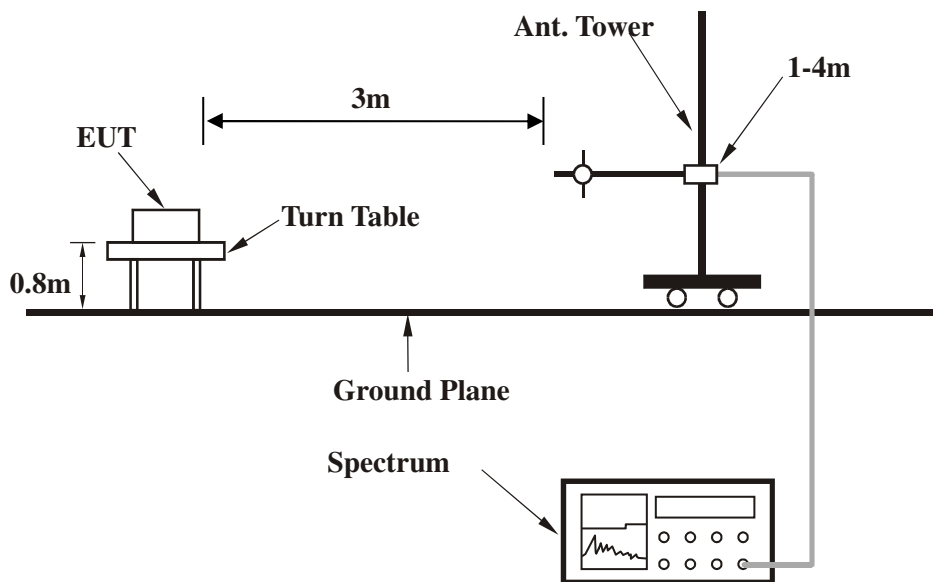 Ant. Tower
1-4m
3m
EUT
Turn Table
0.8m
Ground Plane
Spectrum